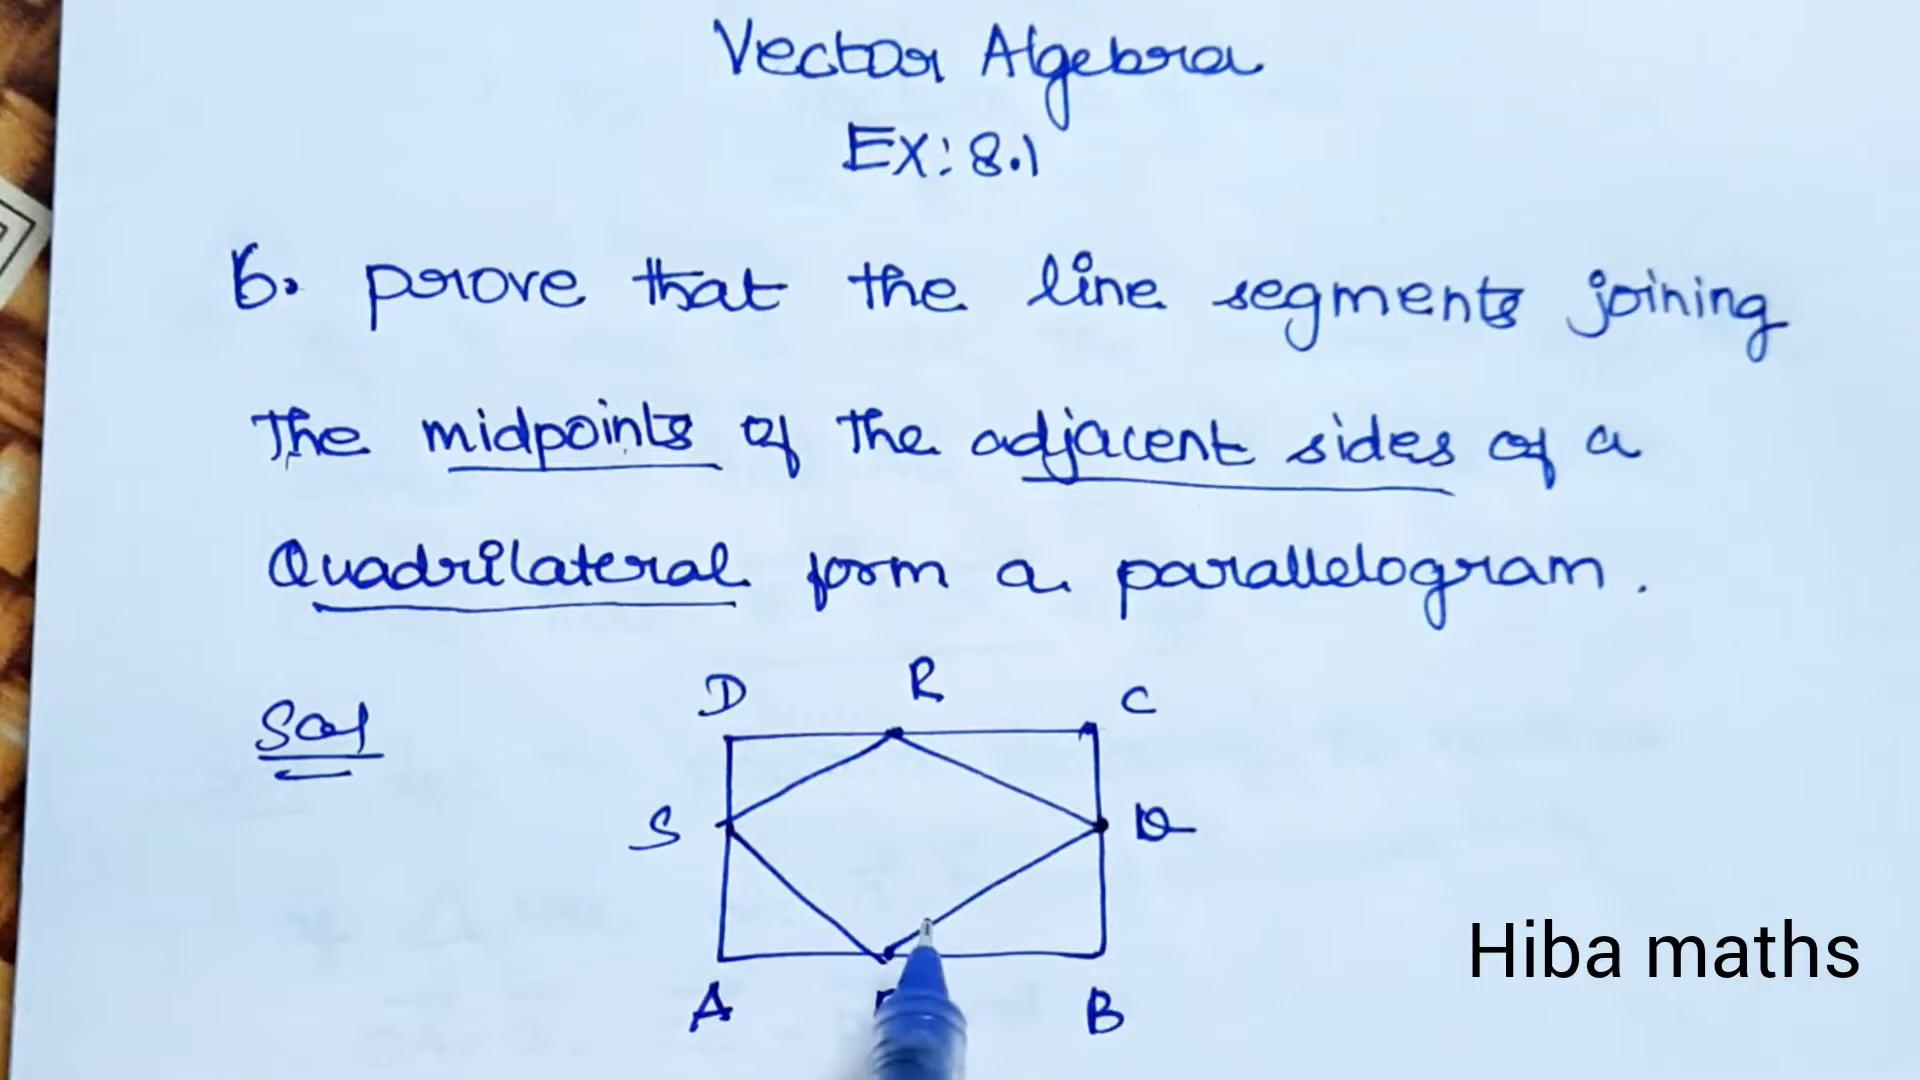 Vector Algebra
Ex: 8.1
6. prove that the line segments joining
The midpoints of the adjacent sides of a
Quadrilateral form a parallelogram.
Sol
D R C
S Q
A B
Hiba maths